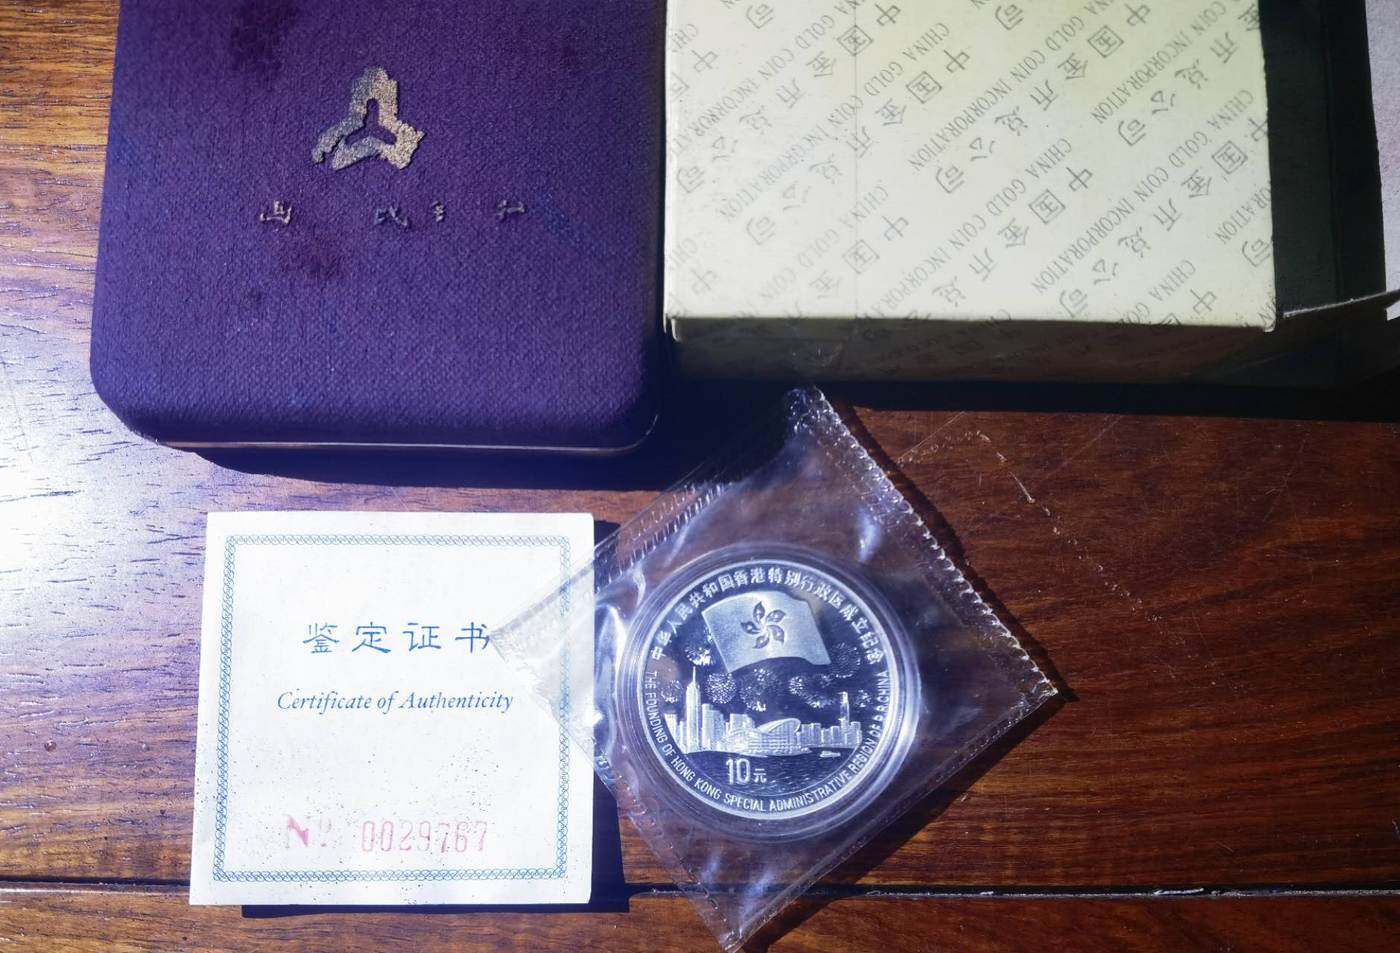 中国金币总公司
CHINA GOLD COIN INCORPORATION
鉴定证书
Certificate of Authenticity
No. 0029767
中华人民共和国香港特别行政区成立纪念
THE FOUNDING OF HONG KONG SPECIAL ADMINISTRATIVE REGION OF P.R.CHINA
10元